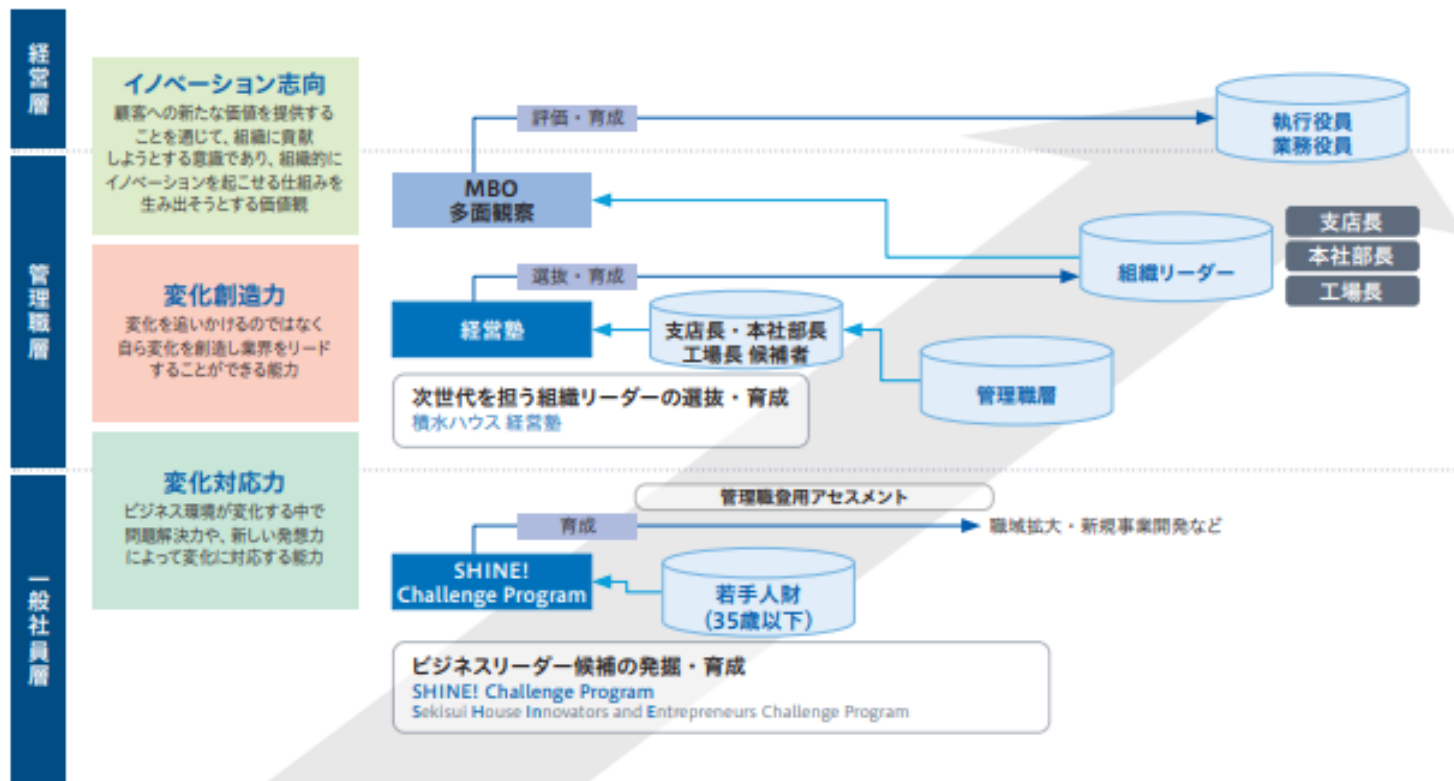 経営層
イノベーション志向
顧客への新たな価値を提供する
ことを通じて、組織に貢献
しようとする意識であり、組織的に
イノベーションを起こせる仕組みを
生み出そうとする価値観
評価・育成
執行役員
業務役員
管理職層
MBO
多面観察
支店長
本社部長
工場長
組織リーダー
変化創造力
変化を追いかけるのではなく
自ら変化を創造し業界をリード
することができる能力
選抜・育成
経営塾
支店長・本社部長
工場長 候補者
管理職層
次世代を担う組織リーダーの選抜・育成
積水ハウス 経営塾
一般社員層
変化対応力
ビジネス環境が変化する中で
問題解決力や、新しい発想力
によって変化に対応する能力
管理職登用アセスメント
育成
職域拡大・新規事業開発など
SHINE!
Challenge Program
若手人財
(35歳以下)
ビジネスリーダー候補の発掘・育成
SHINE! Challenge Program
Sekisui House Innovators and Entrepreneurs Challenge Program